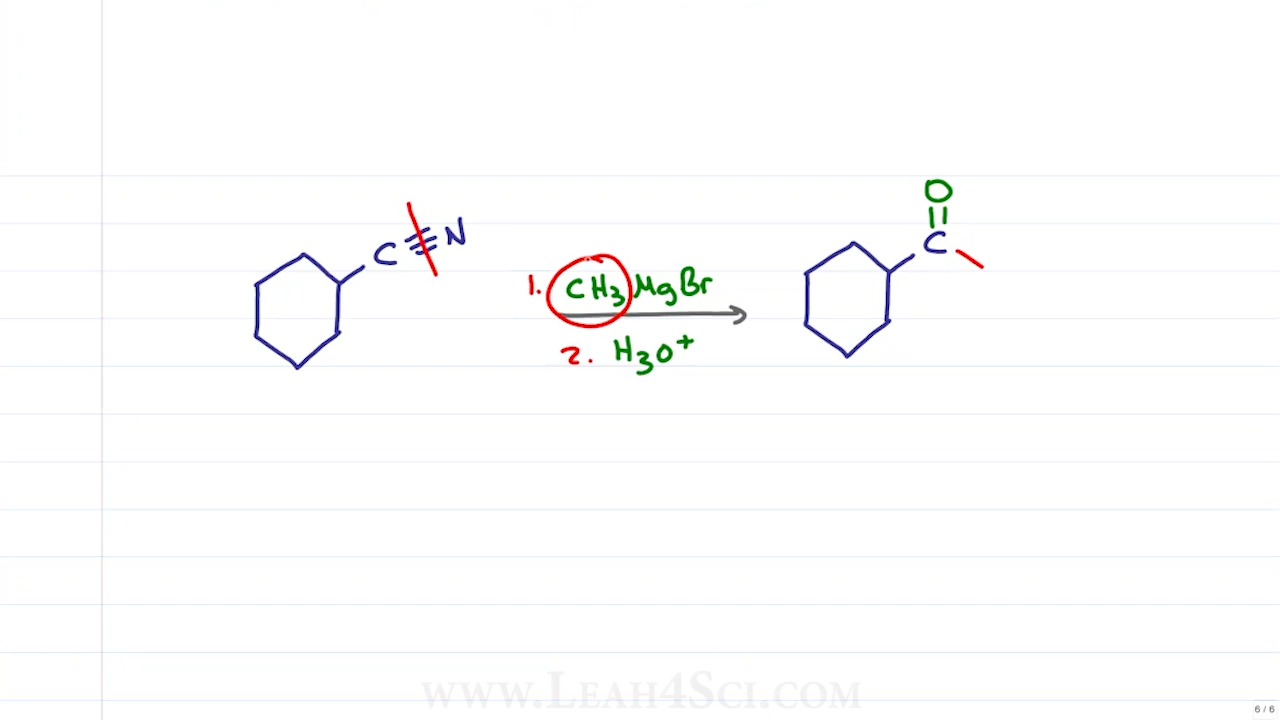 O
C≡N
C
1. CH3MgBr
2. H3O+
www.Leah4Sci.com
6 / 6